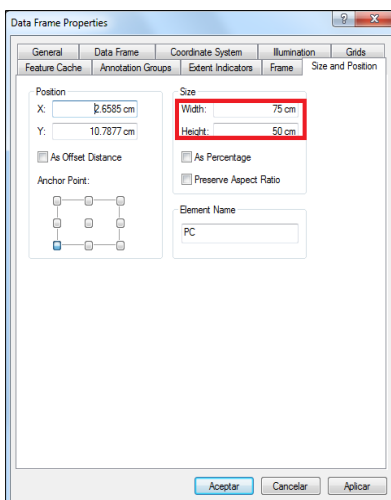 Data Frame Properties
General Data Frame Coordinate System Illumination Grids
Feature Cache Annotation Groups Extent Indicators Frame Size and Position
Position
X: 2.6585 cm
Y: 10.7877 cm
As Offset Distance
Anchor Point:
Size
Width: 75 cm
Height: 50 cm
As Percentage
Preserve Aspect Ratio
Element Name
PC
Aceptar Cancelar Aplicar